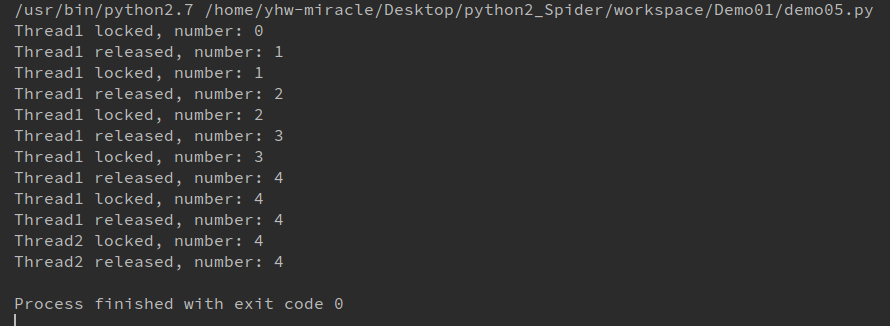 /usr/bin/python2.7 /home/yhw-miracle/Desktop/python2_Spider/workspace/Demo01/demo05.py
Thread1 locked, number: 0
Thread1 released, number: 1
Thread1 locked, number: 1
Thread1 released, number: 2
Thread1 locked, number: 2
Thread1 released, number: 3
Thread1 locked, number: 3
Thread1 released, number: 4
Thread1 locked, number: 4
Thread1 released, number: 4
Thread2 locked, number: 4
Thread2 released, number: 4
Process finished with exit code 0